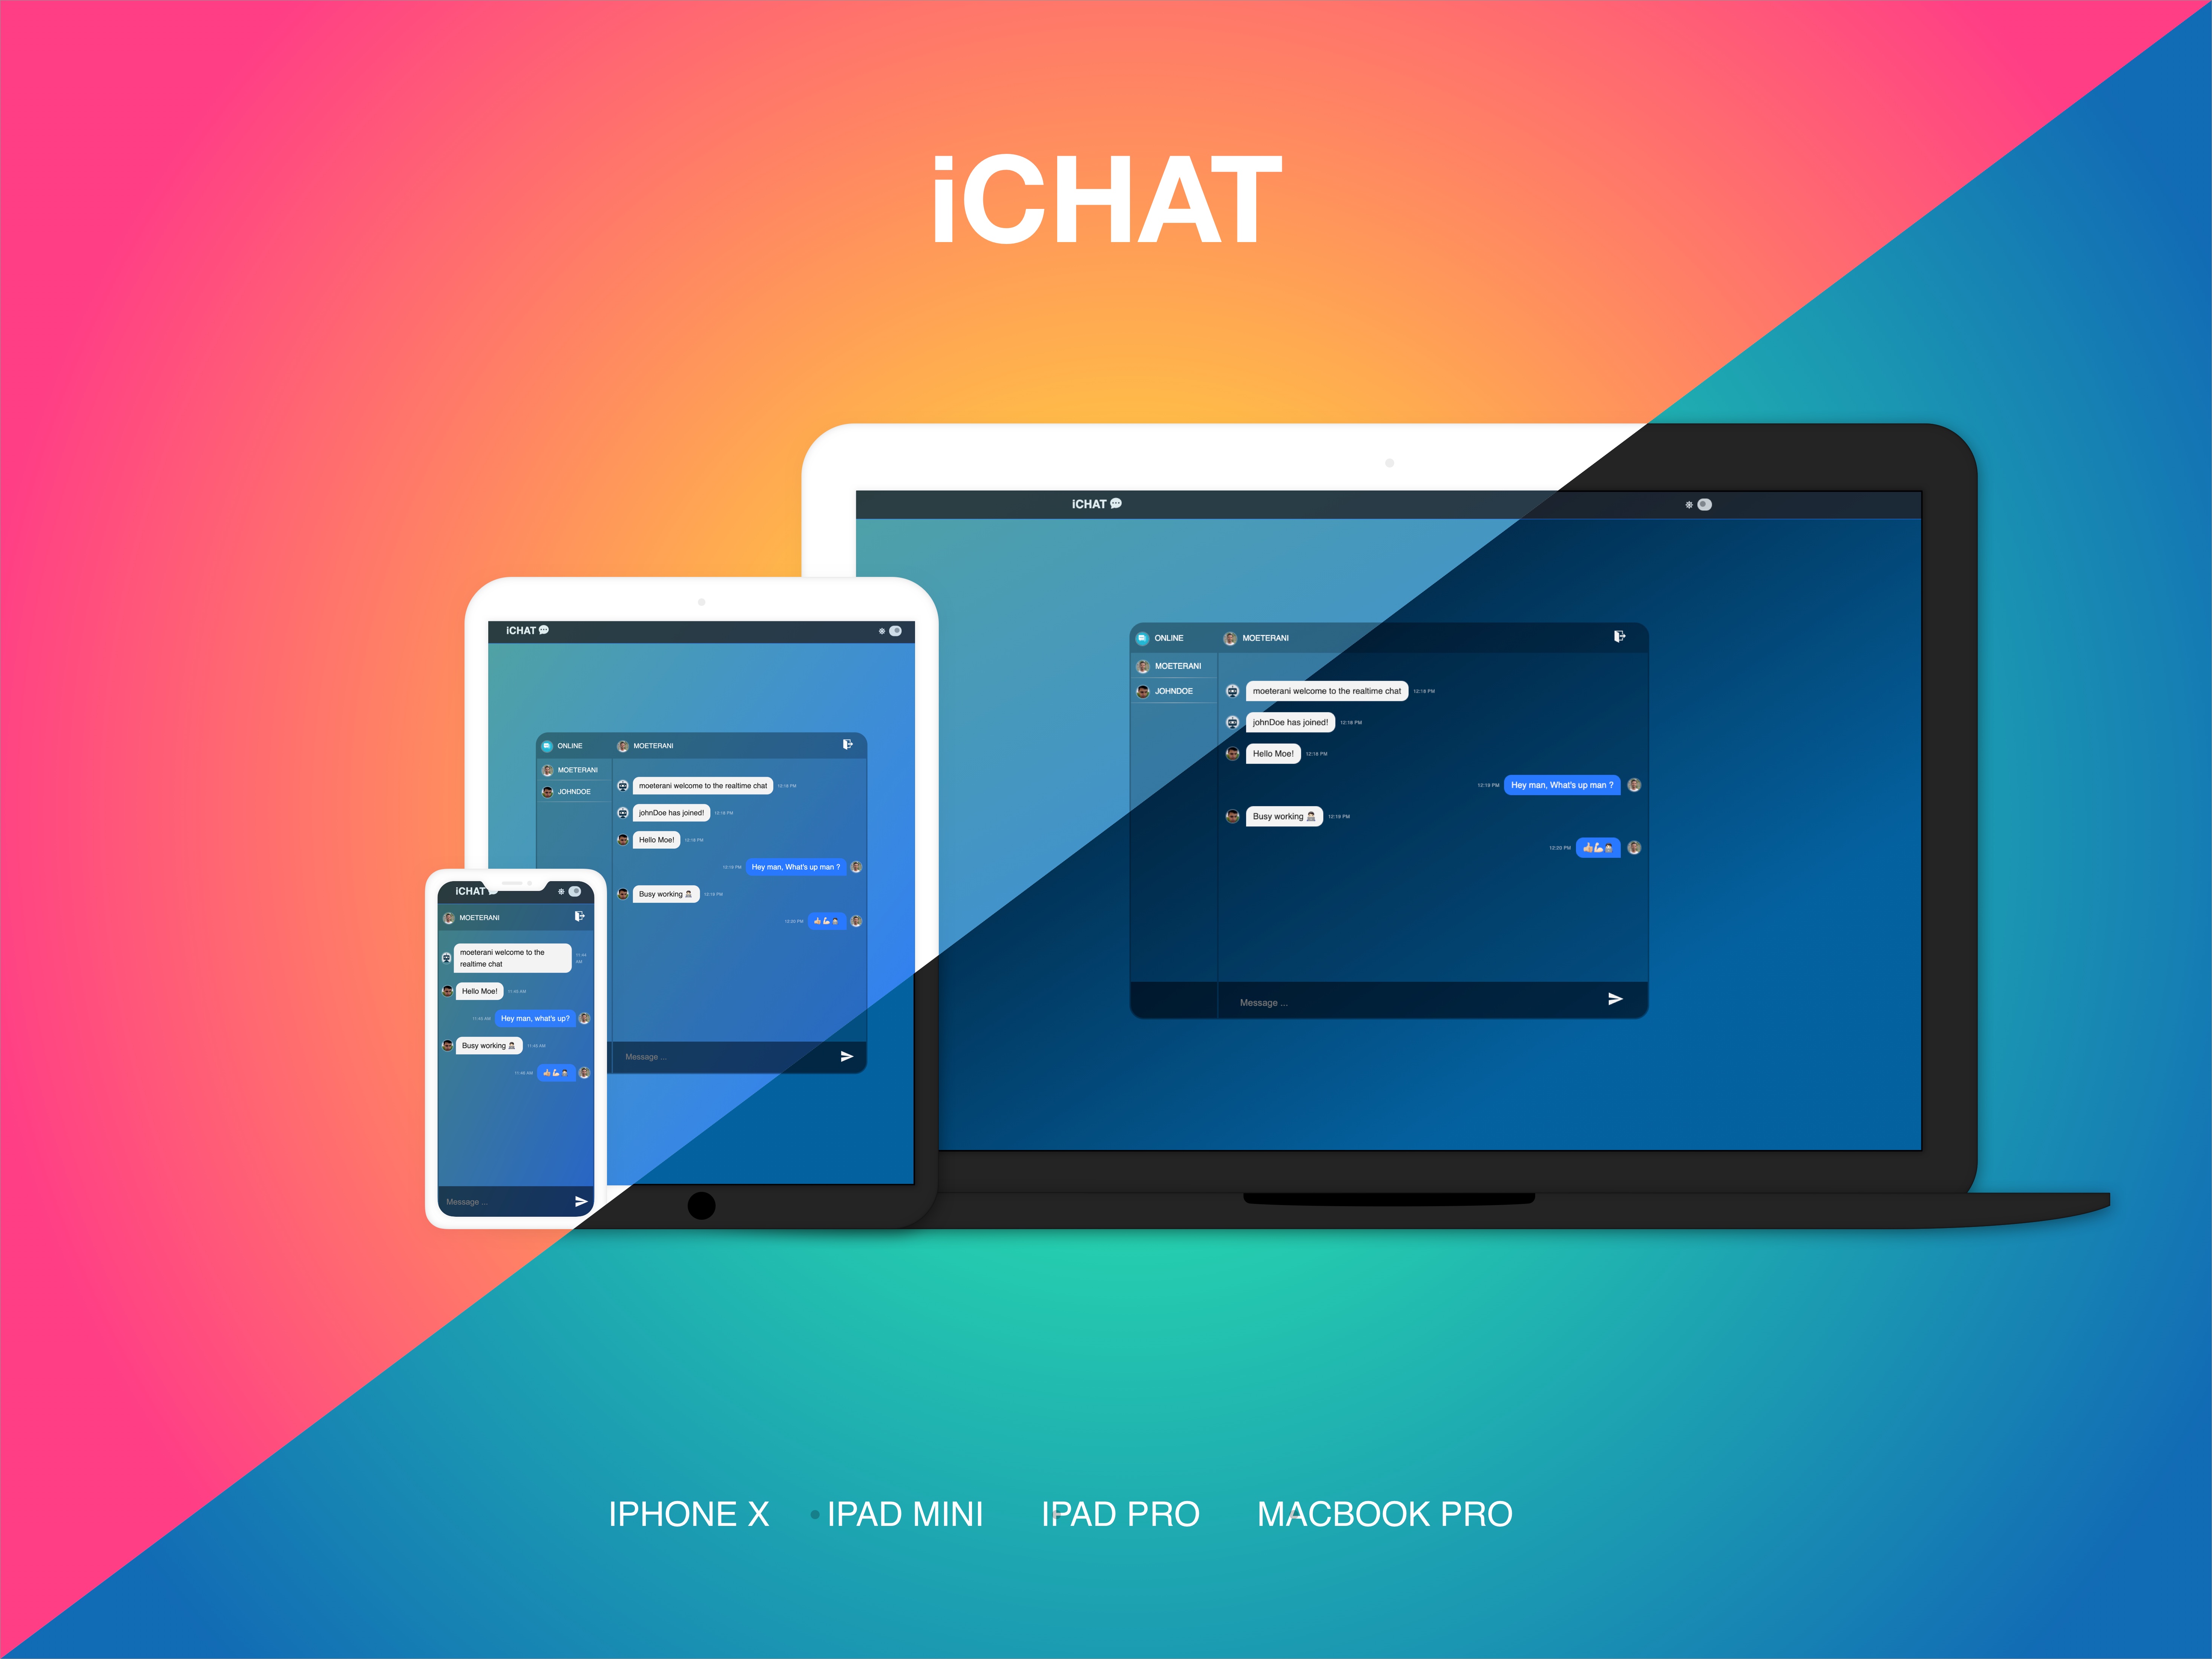 iCHAT
iCHAT
ONLINE
MOETERANI
MOETERANI
JOHNDOE
moeterani welcome to the realtime chat 12:18 PM
johnDoe has joined! 12:18 PM
Hello Moe! 12:18 PM
12:19 PM Hey man, What's up man ?
Busy working 12:19 PM
12:20 PM
Message ...
iCHAT
ONLINE
MOETERANI
MOETERANI
JOHNDOE
moeterani welcome to the realtime chat 12:18 PM
johnDoe has joined! 12:18 PM
Hello Moe! 12:18 PM
12:19 PM Hey man, What's up man ?
Busy working 12:19 PM
12:20 PM
Message ...
iCHAT
MOETERANI
moeterani welcome to the
realtime chat
11:44
AM
Hello Moe! 11:45 AM
11:45 AM Hey man, what's up?
Busy working 11:45 AM
11:45 AM
Message ...
IPHONE X IPAD MINI IPAD PRO MACBOOK PRO